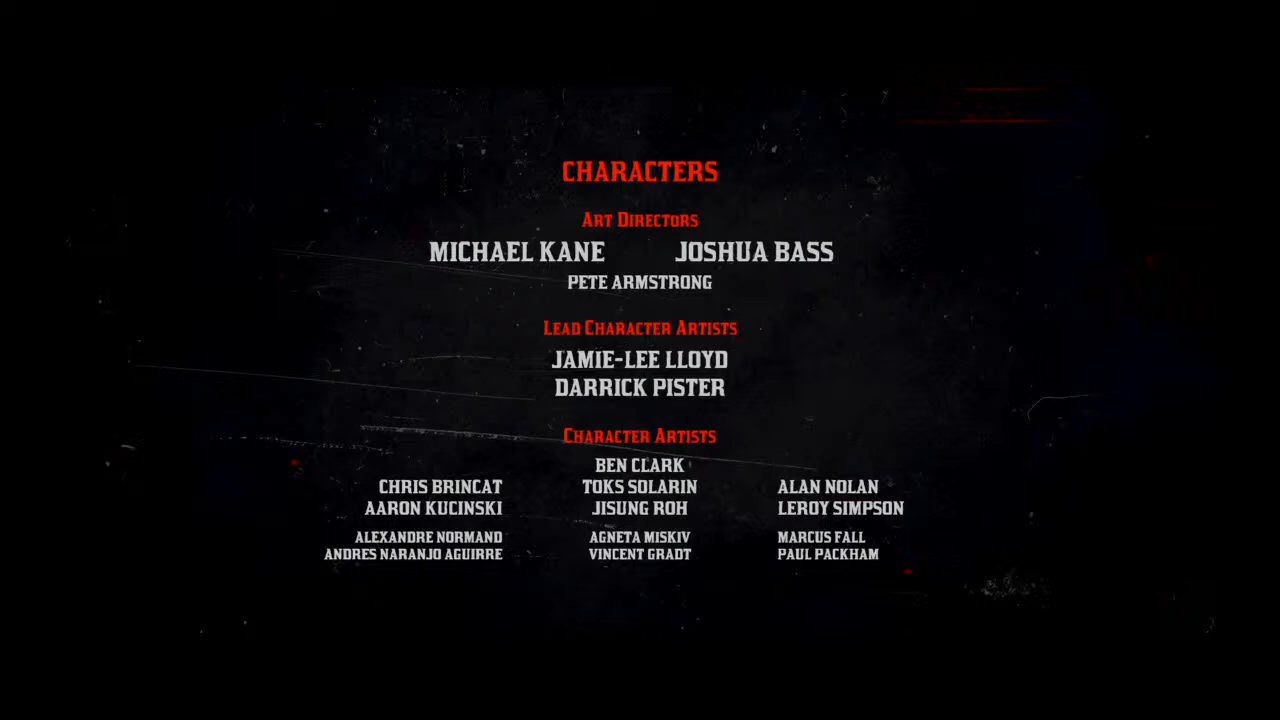 CHARACTERS
ART DIRECTORS
MICHAEL KANE JOSHUA BASS
PETE ARMSTRONG
LEAD CHARACTER ARTISTS
JAMIE-LEE LLOYD
DARRICK PISTER
CHARACTER ARTISTS
BEN CLARK
CHRIS BRINCAT TOKS SOLARIN ALAN NOLAN
AARON KUCINSKI JISUNG ROH LEROY SIMPSON
ALEXANDRE NORMAND AGNETA MISKIV MARCUS FALL
ANDRES NARANJO AGUIRRE VINCENT GRADT PAUL PACKHAM